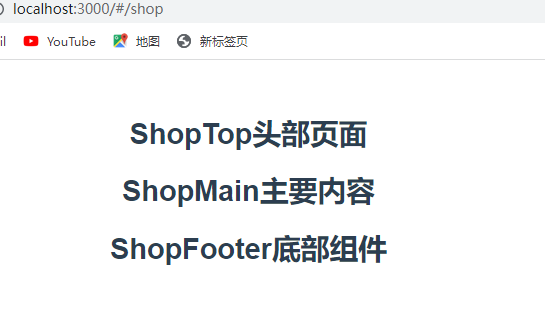 localhost:3000/#/shop
il YouTube 地图 新标签页
ShopTop头部页面
ShopMain主要内容
ShopFooter底部组件